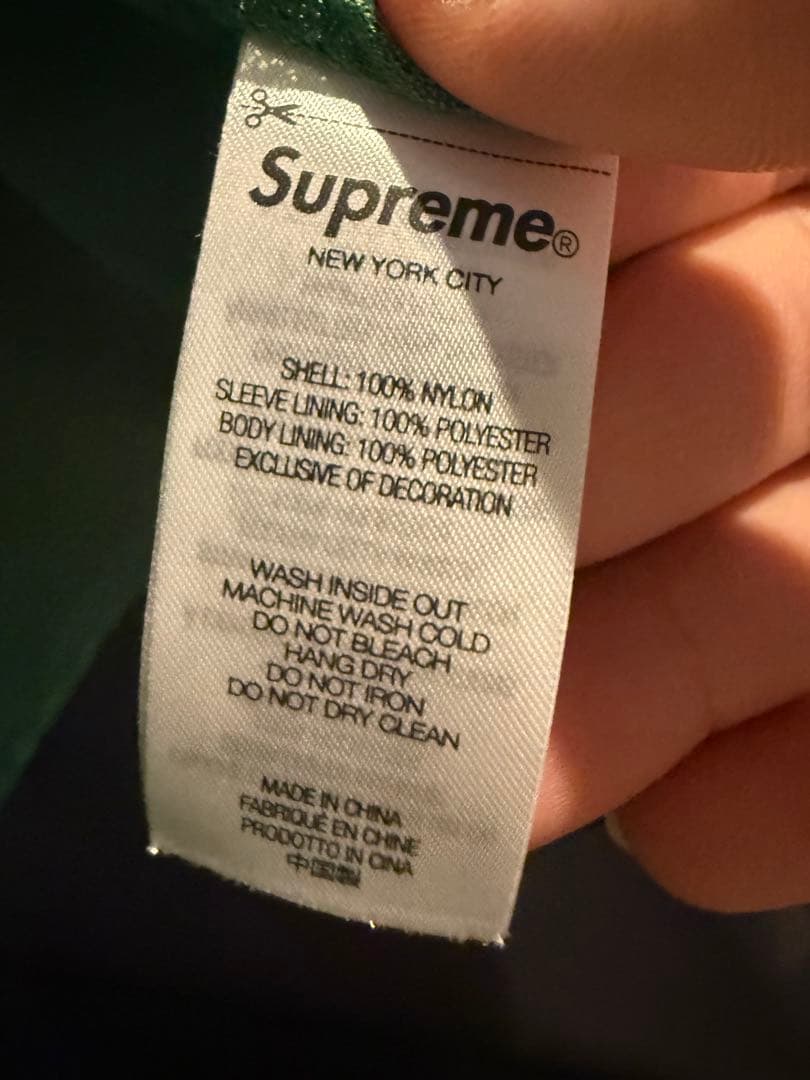 Supreme®
NEW YORK CITY
SHELL: 100% NYLON
SLEEVE LINING: 100% POLYESTER
BODY LINING: 100% POLYESTER
EXCLUSIVE OF DECORATION
WASH INSIDE OUT
MACHINE WASH COLD
DO NOT BLEACH
HANG DRY
DO NOT IRON
DO NOT DRY CLEAN
MADE IN CHINA
FABRIQUÉ EN CHINE
PRODOTTO IN CINA
中国製